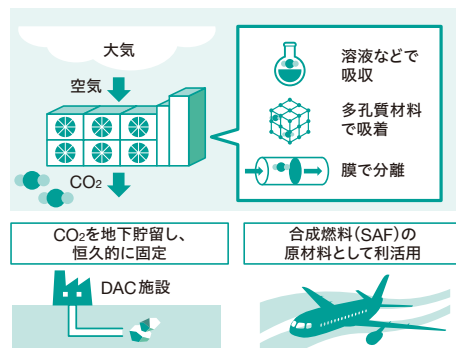 大気
空気
CO₂
溶液などで
吸収
多孔質材料
で吸着
膜で分離
CO₂を地下貯留し、
恒久的に固定
DAC施設
合成燃料(SAF)の
原材料として利活用